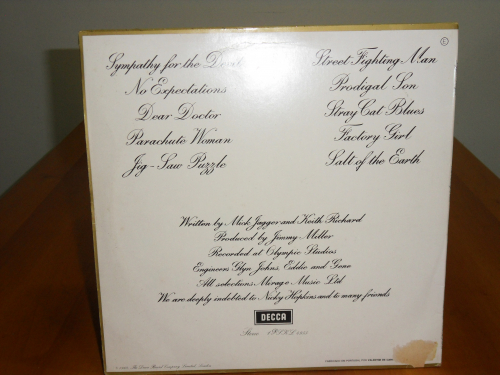 Sympathy for the Devil
No Expectations
Dear Doctor
Parachute Woman
Jig-Saw Puzzle
Street Fighting Man
Prodigal Son
Stray Cat Blues
Factory Girl
Salt of the Earth
Written by Mick Jagger and Keith Richard
Produced by Jimmy Miller
Recorded at Olympic Studios
Engineers Glyn Johns, Eddie and Gene
All selections Mirage Music Ltd
We are deeply indebted to Nicky Hopkins and to many friends
DECCA
Stereo